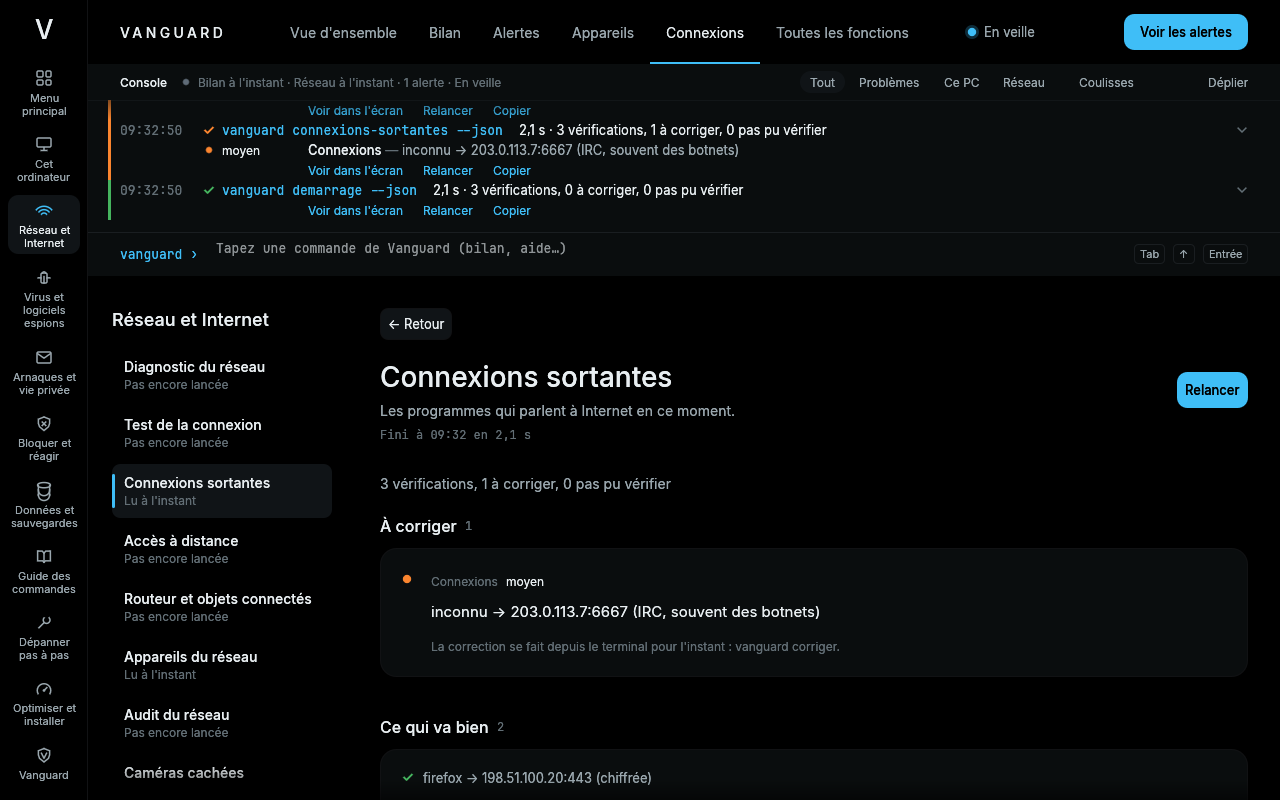 V
VANGUARD
Vue d'ensemble
Bilan
Alertes
Appareils
Connexions
Toutes les fonctions
En veille
Voir les alertes
Console
Bilan à l'instant · Réseau à l'instant · 1 alerte · En veille
Tout
Problèmes
Ce PC
Réseau
Coulisses
Déplier
Voir dans l'écran Relancer Copier
09:32:50 vanguard connexions-sortantes --json 2,1 s · 3 vérifications, 1 à corriger, 0 pas pu vérifier
moyen Connexions — inconnu → 203.0.113.7:6667 (IRC, souvent des botnets)
Voir dans l'écran Relancer Copier
09:32:50 vanguard demarrage --json 2,1 s · 3 vérifications, 0 à corriger, 0 pas pu vérifier
Voir dans l'écran Relancer Copier
vanguard › Tapez une commande de Vanguard (bilan, aide…)
Tab ↑ Entrée
Menu
principal
Cet
ordinateur
Réseau et
Internet
Virus et
logiciels
espions
Arnaques et
vie privée
Bloquer et
réagir
Données et
sauvegardes
Guide des
commandes
Dépanner
pas à pas
Optimiser et
installer
Vanguard
Réseau et Internet
Diagnostic du réseau
Pas encore lancée
Test de la connexion
Pas encore lancée
Connexions sortantes
Lu à l'instant
Accès à distance
Pas encore lancée
Routeur et objets connectés
Pas encore lancée
Appareils du réseau
Lu à l'instant
Audit du réseau
Pas encore lancée
Caméras cachées
← Retour
Connexions sortantes
Les programmes qui parlent à Internet en ce moment.
Fini à 09:32 en 2,1 s
Relancer
3 vérifications, 1 à corriger, 0 pas pu vérifier
À corriger 1
Connexions moyen
inconnu → 203.0.113.7:6667 (IRC, souvent des botnets)
La correction se fait depuis le terminal pour l'instant : vanguard corriger.
Ce qui va bien 2
firefox → 198.51.100.20:443 (chiffrée)